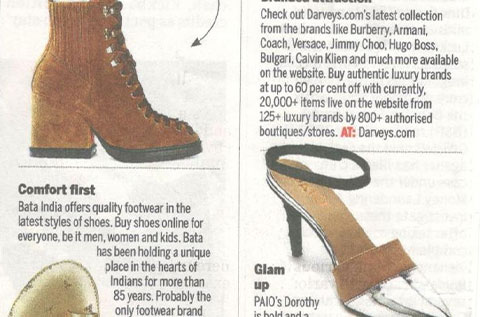 Comfort first
Bata India offers quality footwear in the
latest styles of shoes. Buy shoes online for
everyone, be it men, women and kids. Bata
has been holding a unique
place in the hearts of
Indians for more than
85 years. Probably the
only footwear brand
Check out Darveys.com's latest collection
from the brands like Burberry, Armani,
Coach, Versace, Jimmy Choo, Hugo Boss,
Bulgari, Calvin Klien and much more available
on the website. Buy authentic luxury brands
at up to 60 per cent off with currently,
20,000+ items live on the website from
125+ luxury brands by 800+ authorised
boutiques/stores. AT: Darveys.com
Glam
up
PAIO's Dorothy
is bold and a